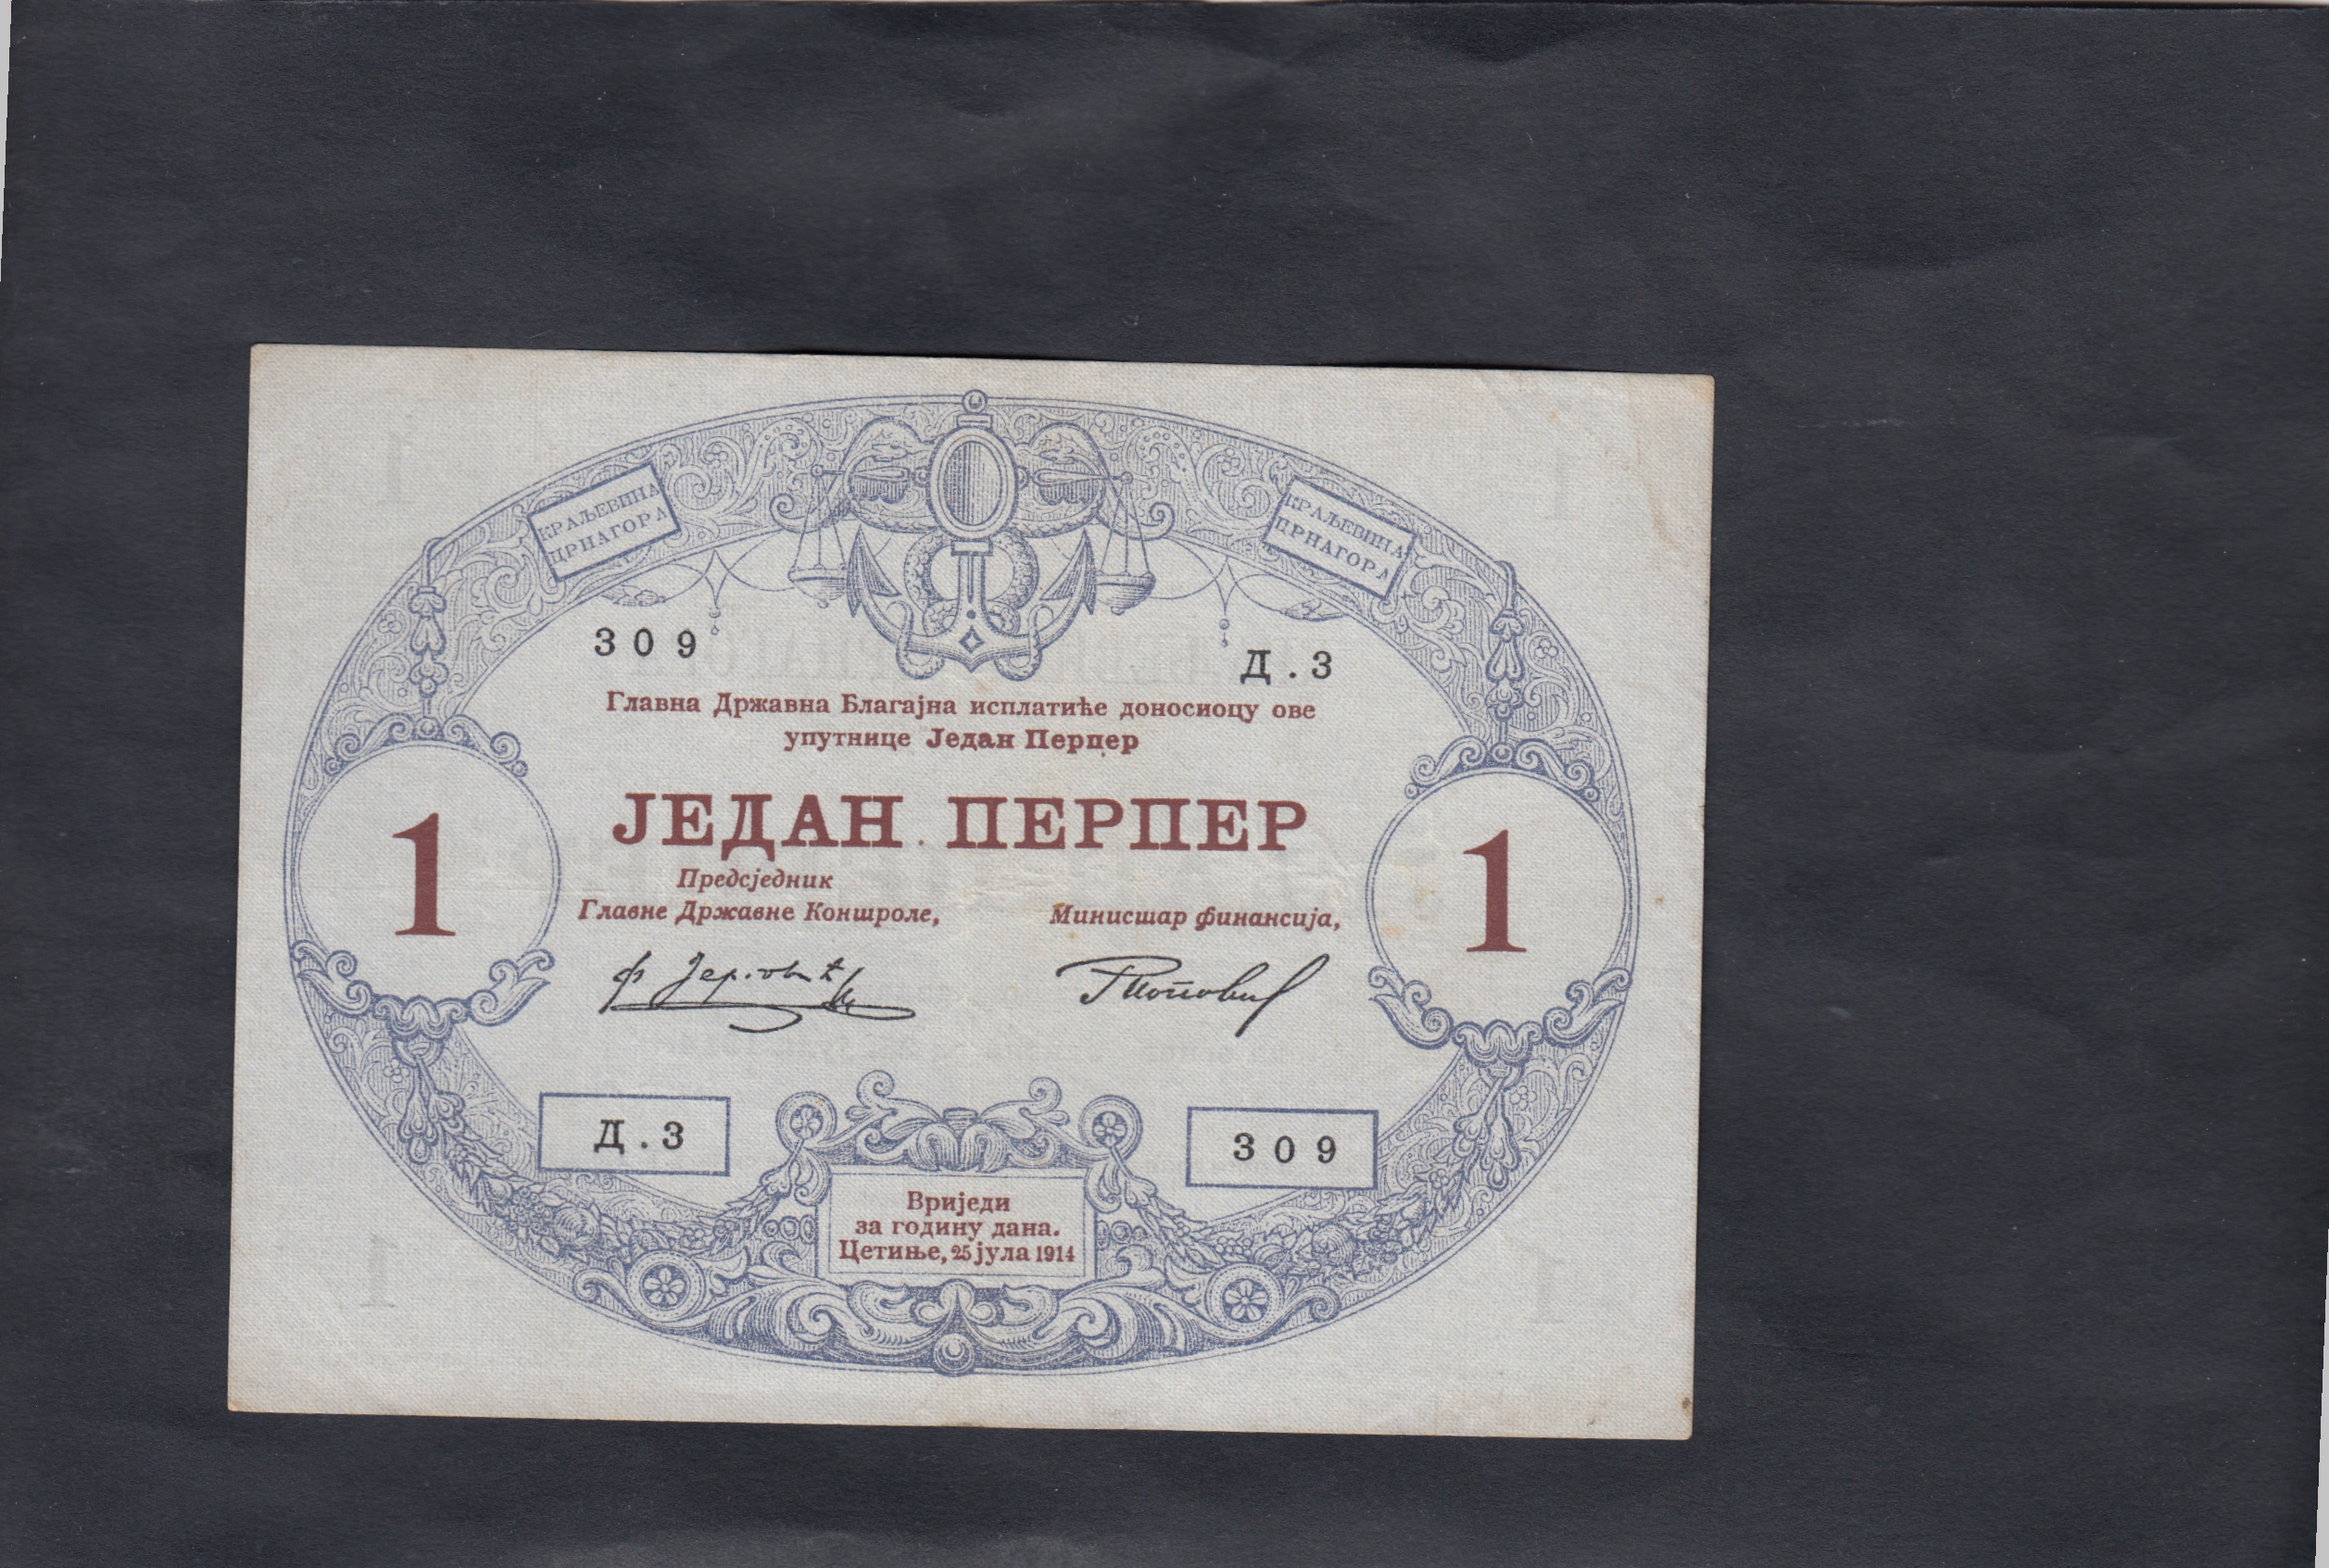 КРАЉЕВИНА
ЦРНАГОРА
КРАЉЕВИНА
ЦРНАГОРА
309
Д.3
Главна Државна Благајна исплатиће доносиоцу ове
упутнице Један Перпер
ЈЕДАН ПЕРПЕР
1
1
Предсједник
Главне Државне Контроле,
Министар финансија,
Д.3
309
Вриједи
за годину дана.
Цетиње, 25 јула 1914